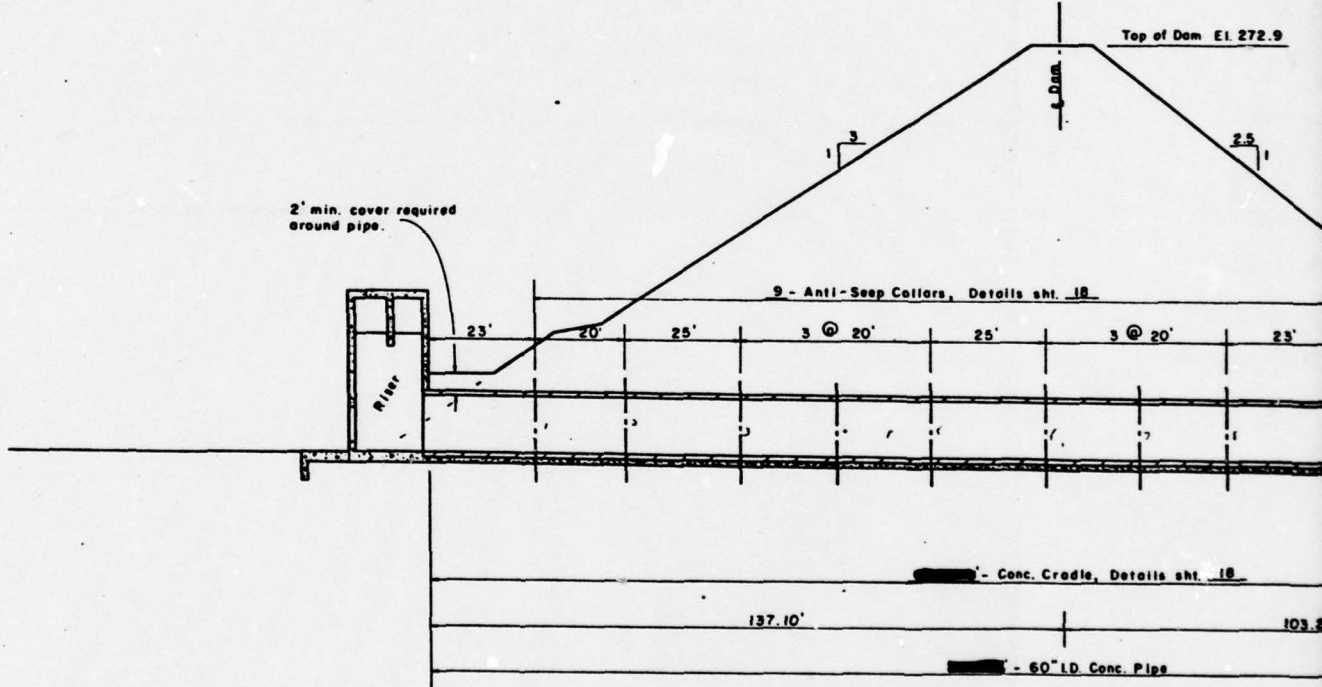 Top of Dam El. 272.9
℄ Dam
3
1
2.5
1
2' min. cover required
around pipe.
9 - Anti-Seep Collars, Details sht. 18
23'
20'
25'
3 @ 20'
25'
3 @ 20'
23'
Riser
' - Conc. Cradle, Details sht. 18
137.10'
103.2
' - 60" I.D. Conc. Pipe